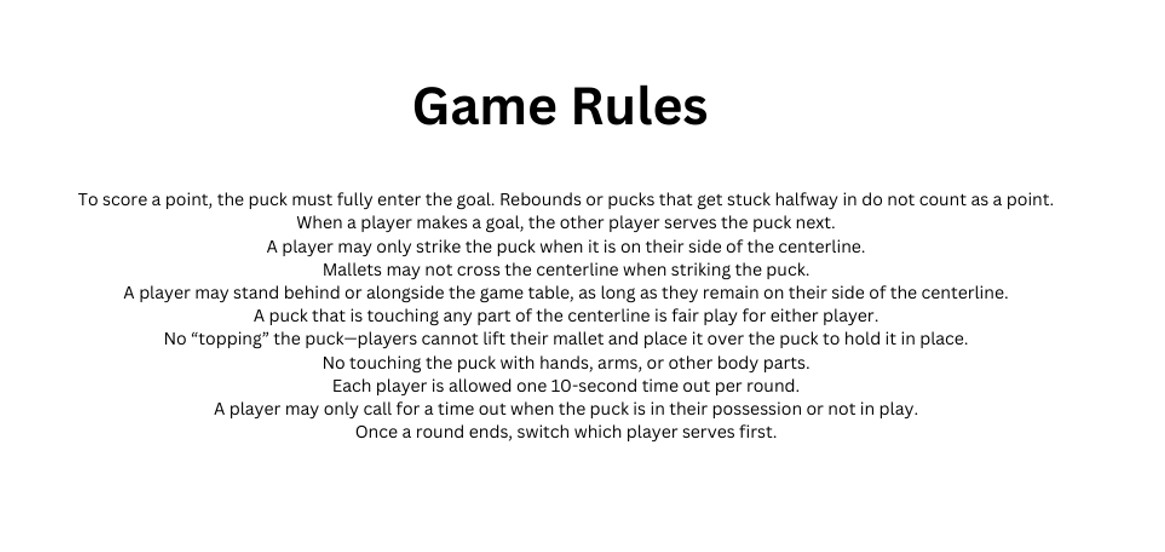 Game Rules
To score a point, the puck must fully enter the goal. Rebounds or pucks that get stuck halfway in do not count as a point.
When a player makes a goal, the other player serves the puck next.
A player may only strike the puck when it is on their side of the centerline.
Mallets may not cross the centerline when striking the puck.
A player may stand behind or alongside the game table, as long as they remain on their side of the centerline.
A puck that is touching any part of the centerline is fair play for either player.
No “topping” the puck—players cannot lift their mallet and place it over the puck to hold it in place.
No touching the puck with hands, arms, or other body parts.
Each player is allowed one 10-second time out per round.
A player may only call for a time out when the puck is in their possession or not in play.
Once a round ends, switch which player serves first.